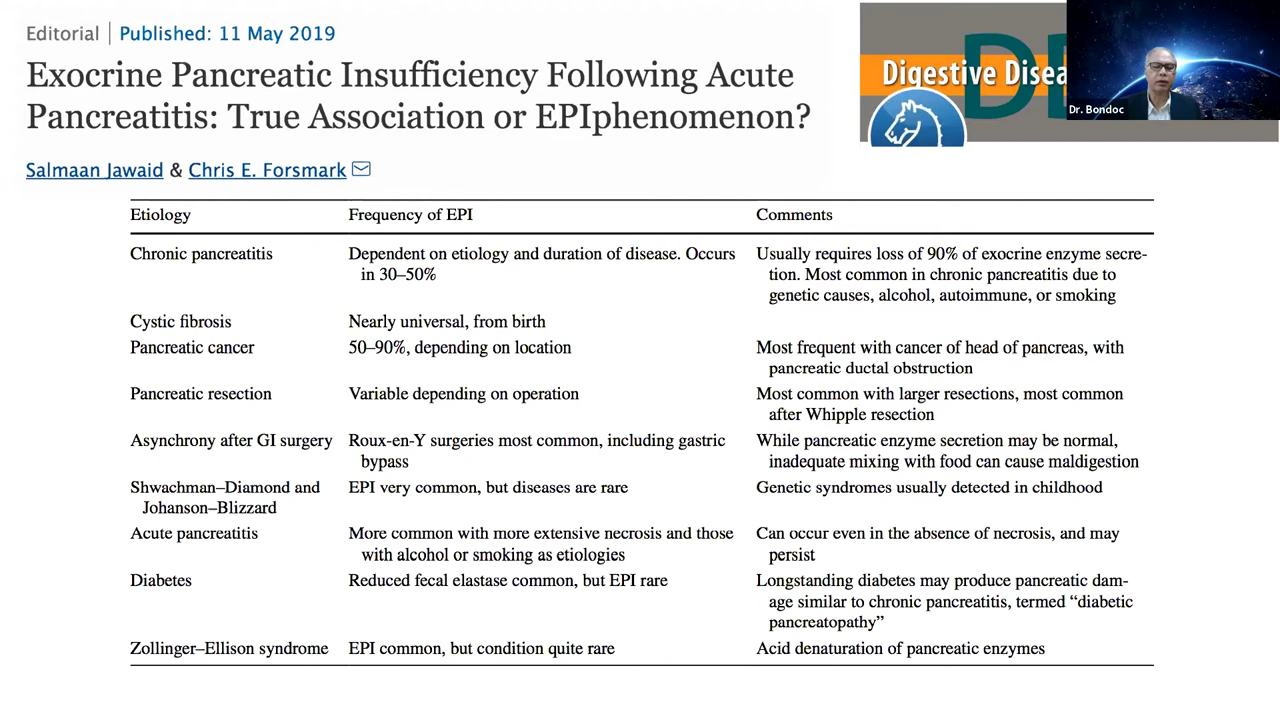 Editorial | Published: 11 May 2019
Exocrine Pancreatic Insufficiency Following Acute
Pancreatitis: True Association or EPIphenomenon?
Salmaan Jawaid & Chris E. Forsmark
Digestive Disea
Dr. Bondoc
Etiology Frequency of EPI Comments
Chronic pancreatitis Dependent on etiology and duration of disease. Occurs Usually requires loss of 90% of exocrine enzyme secre-
in 30–50% tion. Most common in chronic pancreatitis due to
genetic causes, alcohol, autoimmune, or smoking
Cystic fibrosis Nearly universal, from birth
Pancreatic cancer 50–90%, depending on location Most frequent with cancer of head of pancreas, with
pancreatic ductal obstruction
Pancreatic resection Variable depending on operation Most common with larger resections, most common
after Whipple resection
Asynchrony after GI surgery Roux-en-Y surgeries most common, including gastric While pancreatic enzyme secretion may be normal,
bypass inadequate mixing with food can cause maldigestion
Shwachman–Diamond and EPI very common, but diseases are rare Genetic syndromes usually detected in childhood
Johanson–Blizzard
Acute pancreatitis More common with more extensive necrosis and those Can occur even in the absence of necrosis, and may
with alcohol or smoking as etiologies persist
Diabetes Reduced fecal elastase common, but EPI rare Longstanding diabetes may produce pancreatic dam-
age similar to chronic pancreatitis, termed “diabetic
pancreatopathy”
Zollinger–Ellison syndrome EPI common, but condition quite rare Acid denaturation of pancreatic enzymes